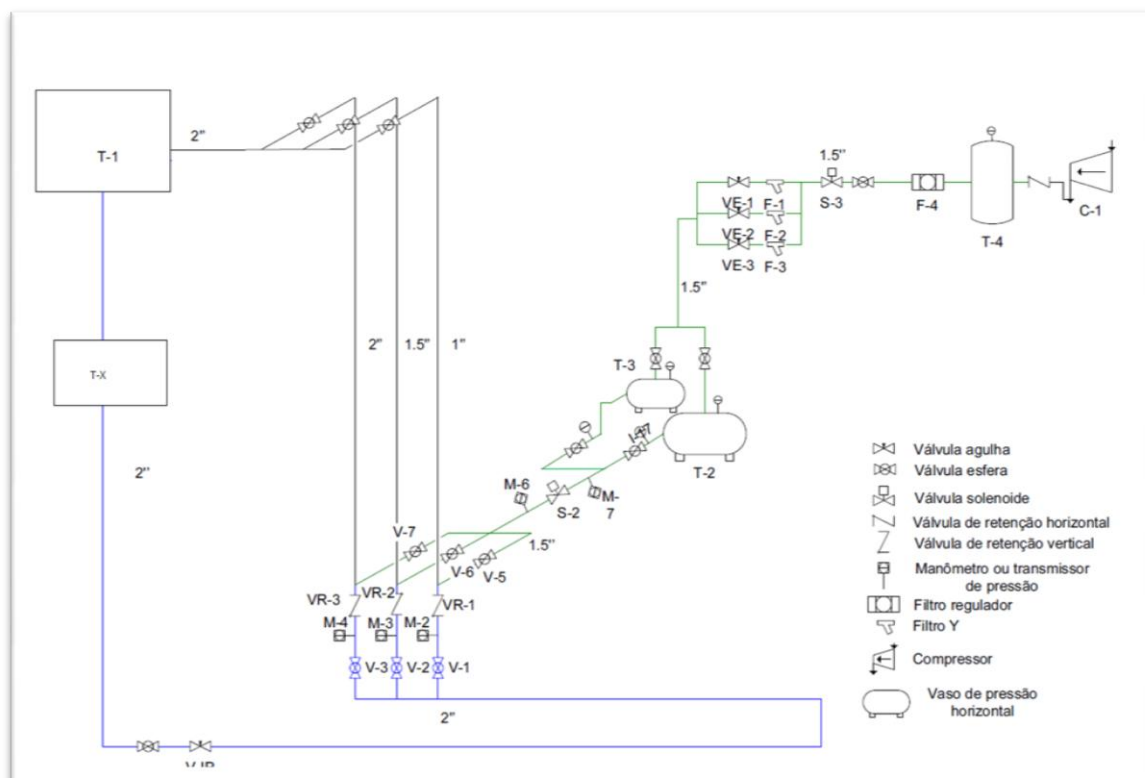 T-1
2"
1.5"
S-3
F-4
T-4
C-1
VE-1
F-1
VE-2
F-2
VE-3
F-3
1.5"
T-X
2"
1.5"
1"
T-3
T-2
2"
M-6
S-2
M-
7
V-7
1.5"
V-6
V-5
VR-3
VR-2
VR-1
M-4
M-3
M-2
V-3
V-2
V-1
2"
Válvula agulha
Válvula esfera
Válvula solenoide
Válvula de retenção horizontal
Válvula de retenção vertical
Manômetro ou transmissor
de pressão
Filtro regulador
Filtro Y
Compressor
Vaso de pressão
horizontal